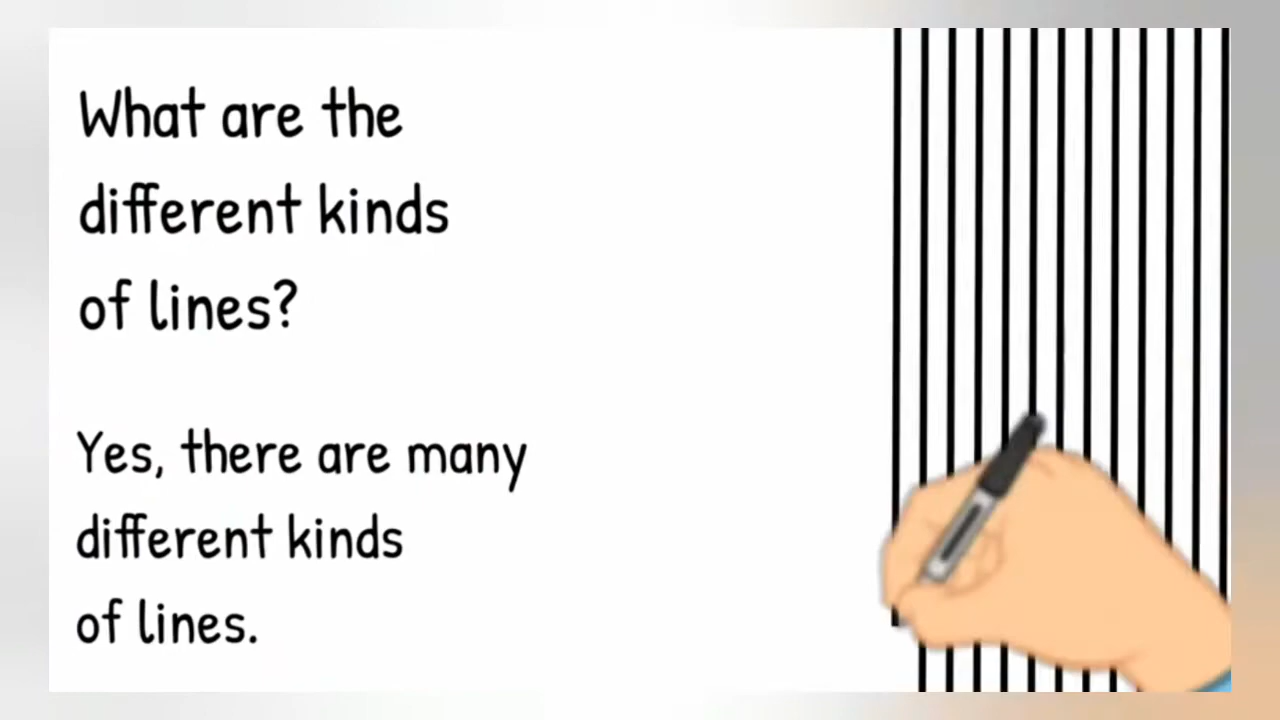 What are the
different kinds
of lines?
Yes, there are many
different kinds
of lines.